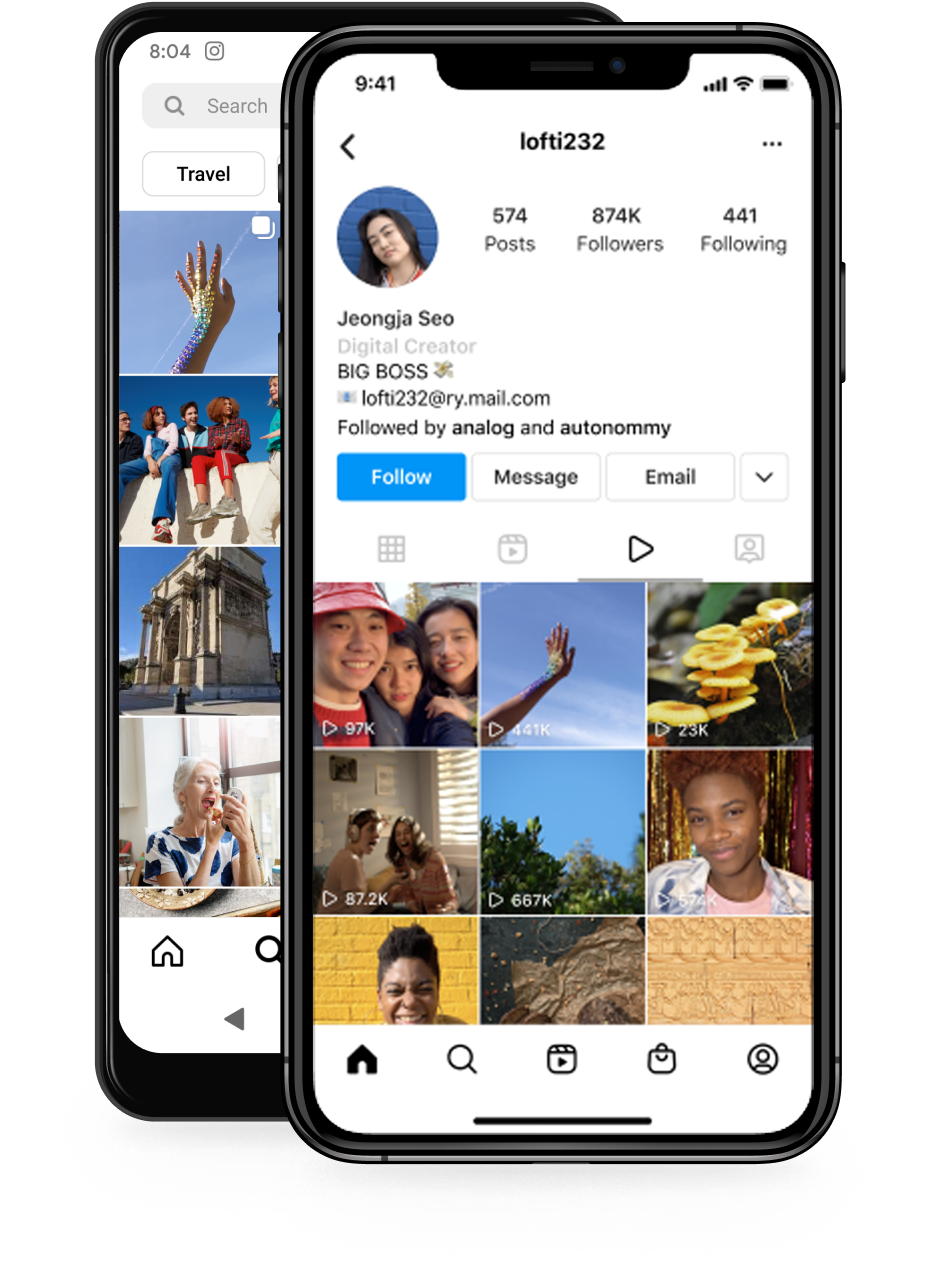 8:04
Search
Travel
9:41
lofti232
574
874K
441
Posts
Followers
Following
Jeongja Seo
Digital Creator
BIG BOSS 💸
📧 lofti232@ry.mail.com
Followed by analog and autonommy
Follow
Message
Email
97K
441K
23K
87.2K
667K
574K